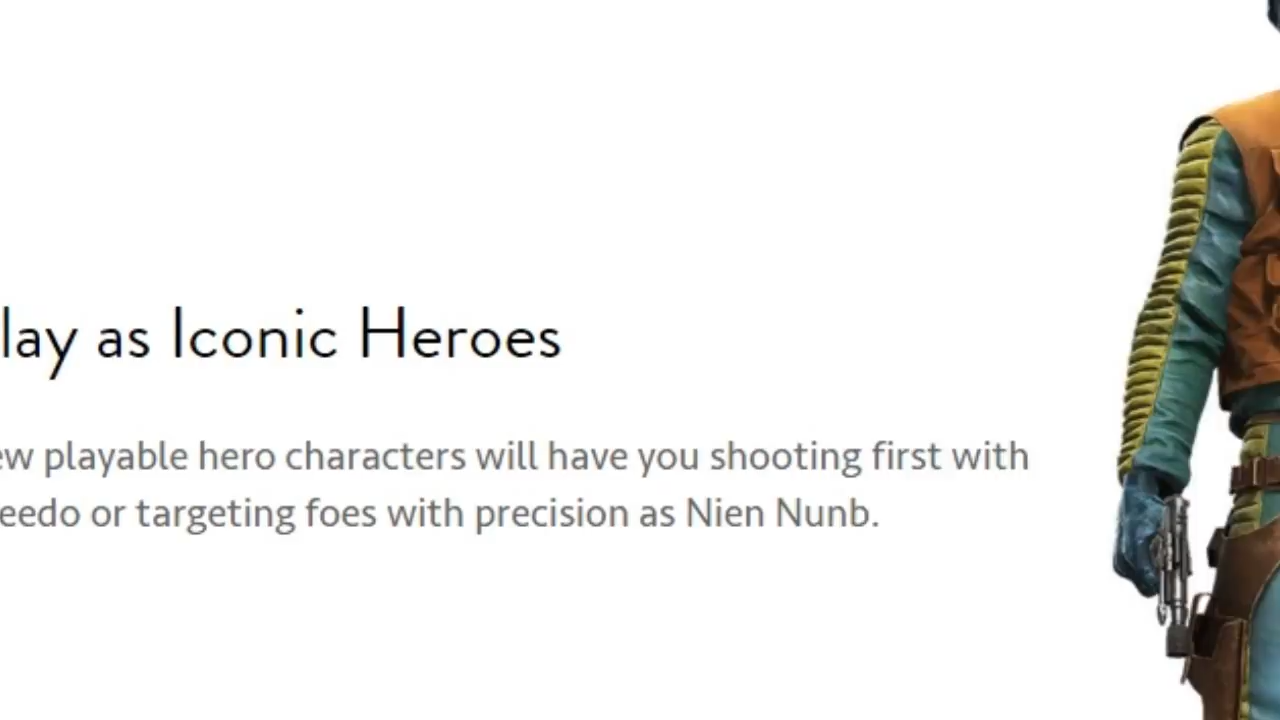 lay as Iconic Heroes
ew playable hero characters will have you shooting first with
eedo or targeting foes with precision as Nien Nunb.